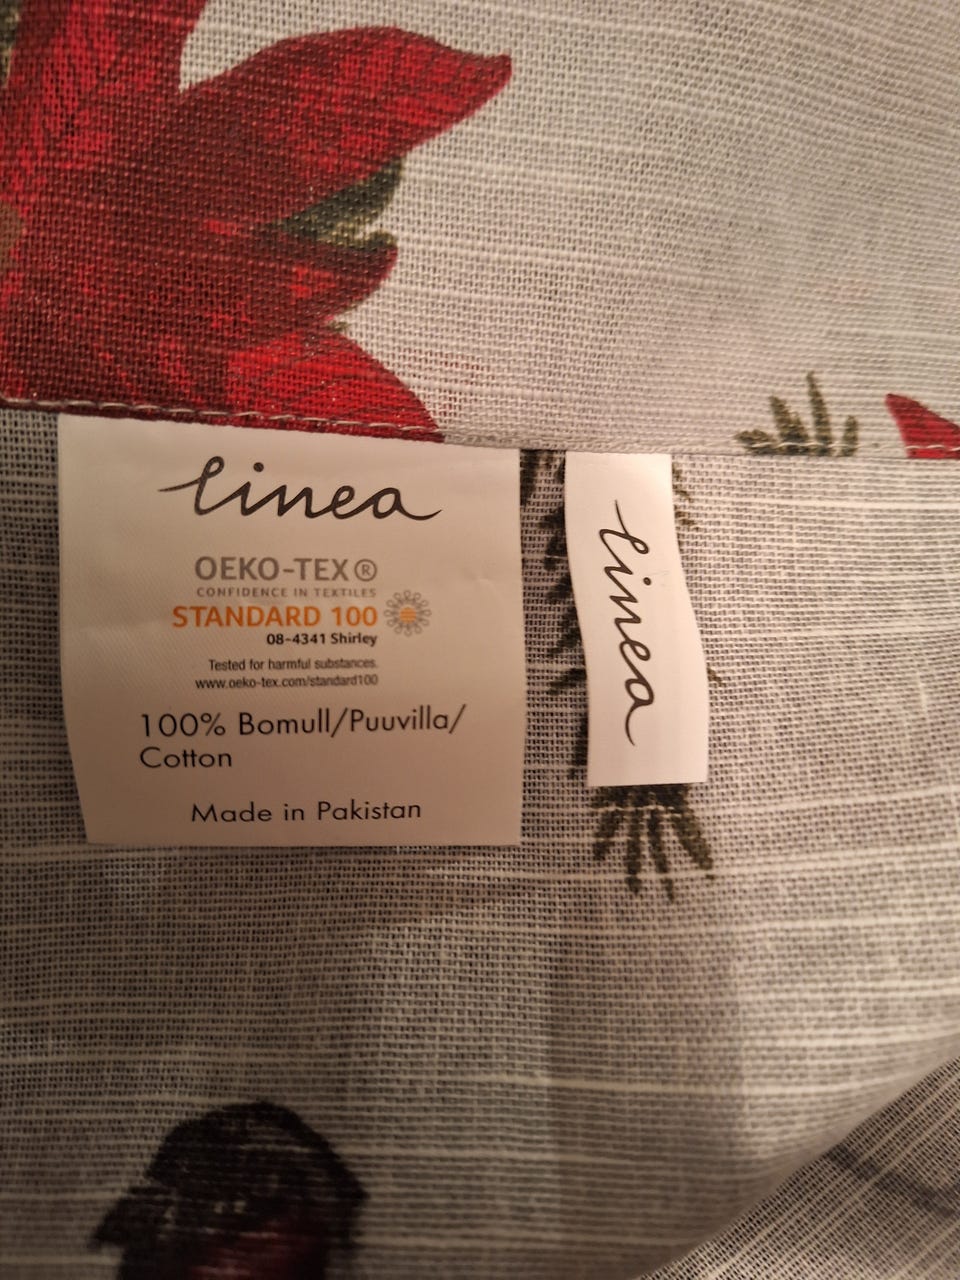 linea
OEKO-TEX®
CONFIDENCE IN TEXTILES
STANDARD 100
08-4341 Shirley
Tested for harmful substances.
www.oeko-tex.com/standard100
100% Bomull/Puuvilla/
Cotton
Made in Pakistan
linea